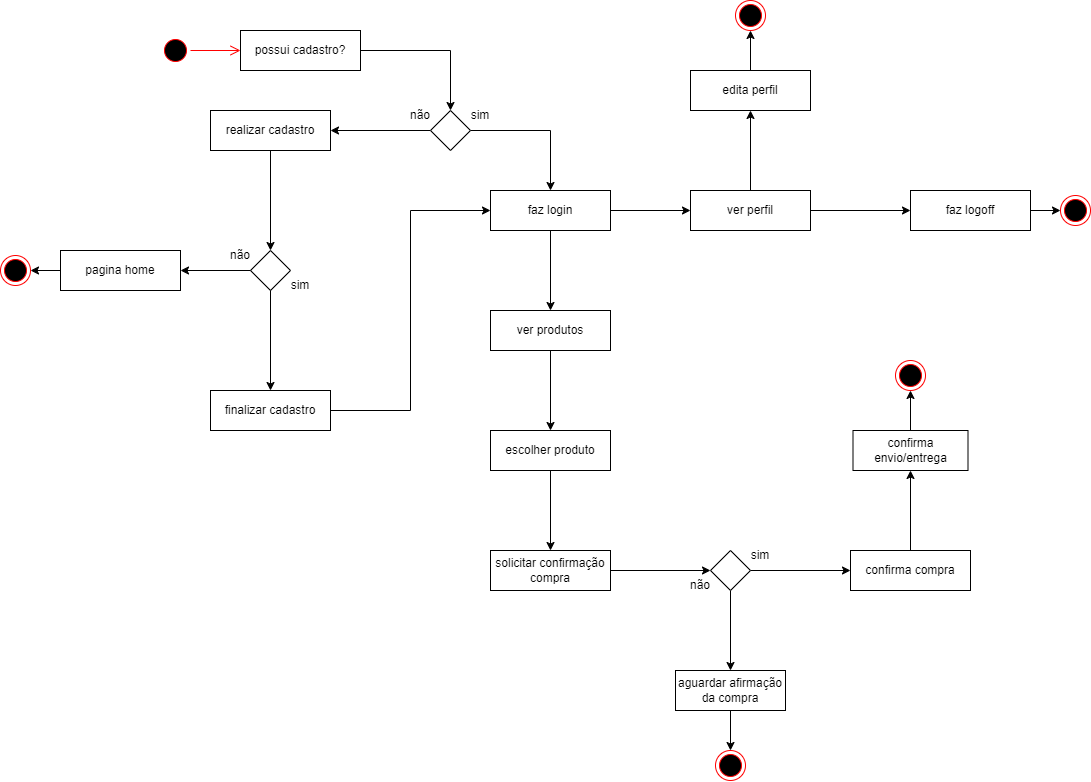 possui cadastro?
edita perfil
não
sim
realizar cadastro
faz login
ver perfil
faz logoff
não
pagina home
sim
ver produtos
finalizar cadastro
escolher produto
confirma
envio/entrega
solicitar confirmação
compra
sim
não
confirma compra
aguardar afirmação
da compra